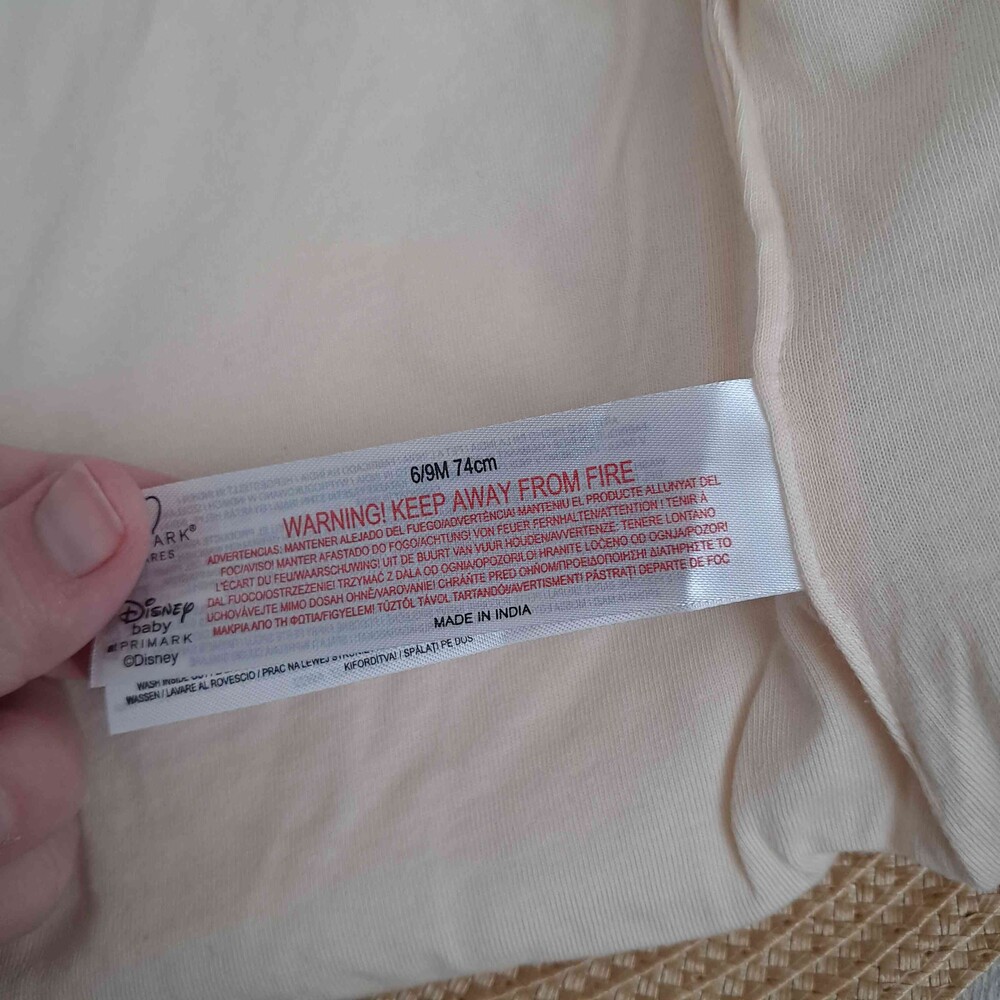 6/9M 74cm
WARNING! KEEP AWAY FROM FIRE
ADVERTENCIAS: MANTENER ALEJADO DEL FUEGO/ADVERTÈNCIA! MANTENIU EL PRODUCTE ALLUNYAT DEL
FOC/AVISO! MANTER AFASTADO DO FOGO/ACHTUNG! VON FEUER FERNHALTEN/ATTENTION ! TENIR À
L'ÉCART DU FEU/WAARSCHUWING! UIT DE BUURT VAN VUUR HOUDEN/AVVERTENZE: TENERE LONTANO
DAL FUOCO/OSTRZEŻENIE! TRZYMAĆ Z DALA OD OGNIA/OPOZORILO! HRANITE LOČENO OD OGNJA/POZOR!
UCHOVÁVEJTE MIMO DOSAH OHNĚ/VAROVANIE! CHRÁŇTE PRED OHŇOM/ΠΡΟΕΙΔΟΠΟΙΗΣΗ! ΔΙΑΤΗΡΗΣΤΕ ΤΟ
ΜΑΚΡΙΑ ΑΠΟ ΤΗ ΦΩΤΙΑ/FIGYELEM! TŰZTŐL TÁVOL TARTANDÓ!/AVERTISMENT! PĂSTRAȚI DEPARTE DE FOC
MADE IN INDIA
ARK®
RES
Disney
baby
PRIMARK
©Disney
WASH INSIDE
WASSEN / LAVARE AL ROVESCIO / PRAC NA LEWEJ
KIFORDÍTVA! / SPĂLAȚI PE DOS